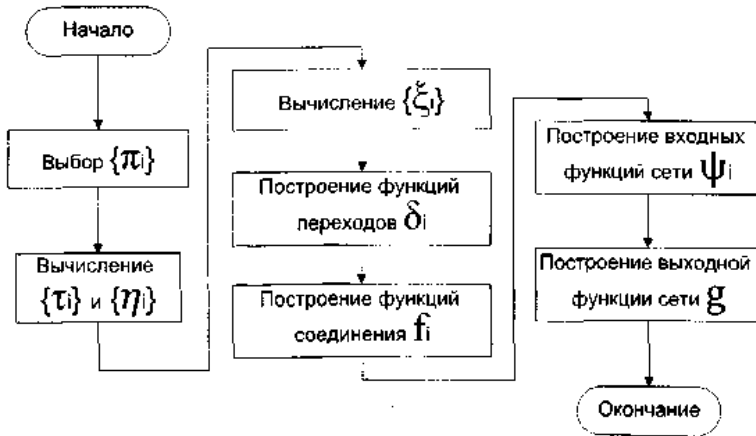 Начало
Выбор {πi}
Вычисление
{τi} и {ηi}
Вычисление {ξi}
Построение функций
переходов δi
Построение функций
соединения fi
Построение входных
функций сети ψi
Построение выходной
функции сети g
Окончание